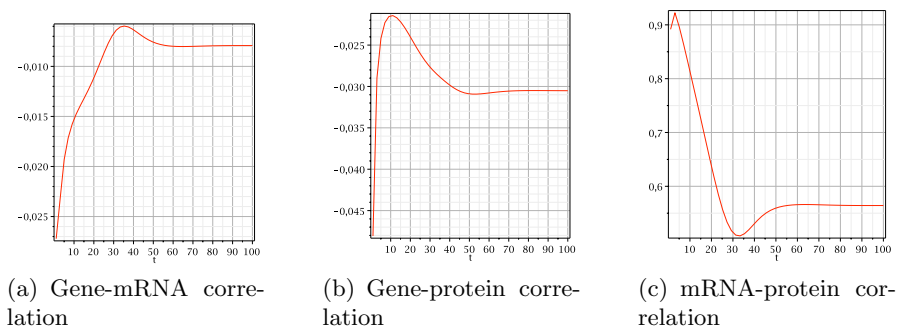 −0,010
−0,015
−0,020
−0,025
10 20 30 40 50 60 70 80 90 100
t
−0,025
−0,030
−0,035
−0,040
−0,045
10 20 30 40 50 60 70 80 90 100
t
0,9
0,8
0,7
0,6
10 20 30 40 50 60 70 80 90 100
t
(a) Gene-mRNA corre-
lation
(b) Gene-protein corre-
lation
(c) mRNA-protein cor-
relation